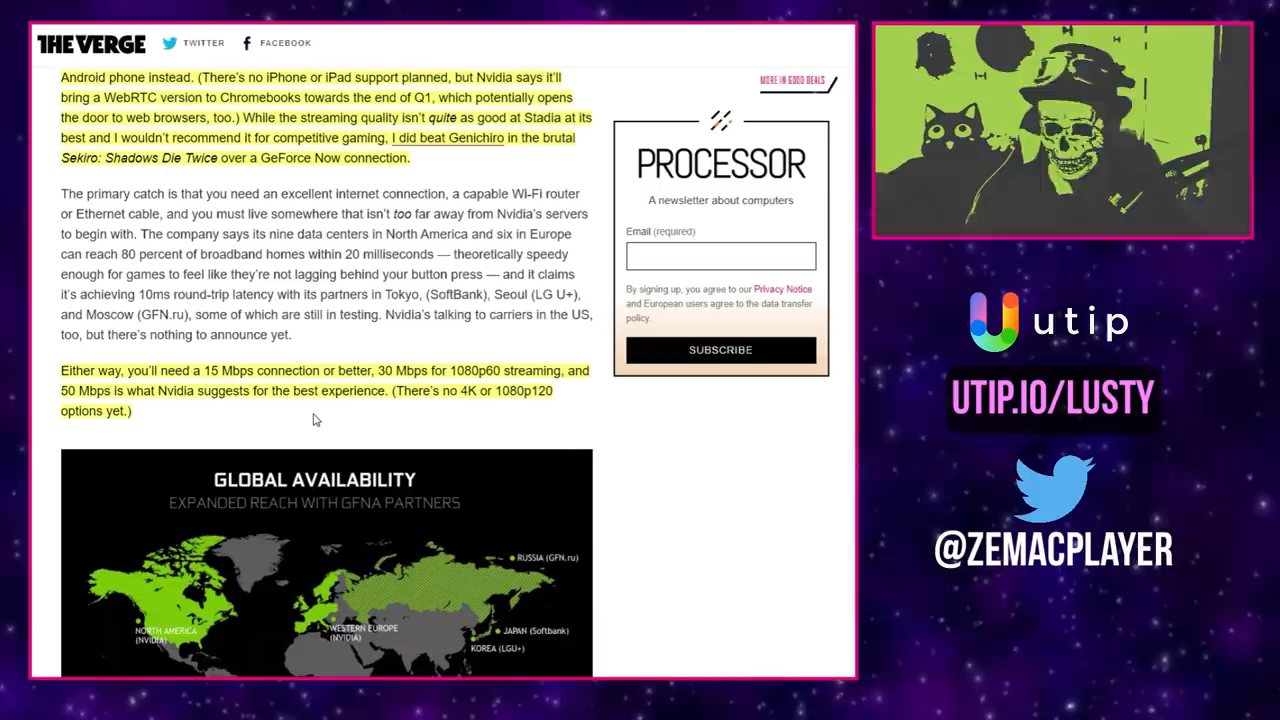 THE VERGE
TWITTER
FACEBOOK
Android phone instead. (There's no iPhone or iPad support planned, but Nvidia says it'll
bring a WebRTC version to Chromebooks towards the end of Q1, which potentially opens
the door to web browsers, too.) While the streaming quality isn't quite as good at Stadia at its
best and I wouldn't recommend it for competitive gaming, I did beat Genichiro in the brutal
Sekiro: Shadows Die Twice over a GeForce Now connection.
The primary catch is that you need an excellent internet connection, a capable Wi-Fi router
or Ethernet cable, and you must live somewhere that isn't too far away from Nvidia's servers
to begin with. The company says its nine data centers in North America and six in Europe
can reach 80 percent of broadband homes within 20 milliseconds — theoretically speedy
enough for games to feel like they're not lagging behind your button press — and it claims
it's achieving 10ms round-trip latency with its partners in Tokyo, (SoftBank), Seoul (LG U+),
and Moscow (GFN.ru), some of which are still in testing. Nvidia's talking to carriers in the US,
too, but there's nothing to announce yet.
Either way, you'll need a 15 Mbps connection or better, 30 Mbps for 1080p60 streaming, and
50 Mbps is what Nvidia suggests for the best experience. (There's no 4K or 1080p120
options yet.)
GLOBAL AVAILABILITY
EXPANDED REACH WITH GFNA PARTNERS
RUSSIA (GFN.ru)
NORTH AMERICA
(NVIDIA)
WESTERN EUROPE
(NVIDIA)
JAPAN (Softbank)
KOREA (LGU+)
MORE IN GOOD DEALS
PROCESSOR
A newsletter about computers
Email (required)
By signing up, you agree to our Privacy Notice
and European users agree to the data transfer
policy.
SUBSCRIBE
utip
UTIP.IO/LUSTY
@ZEMACPLAYER